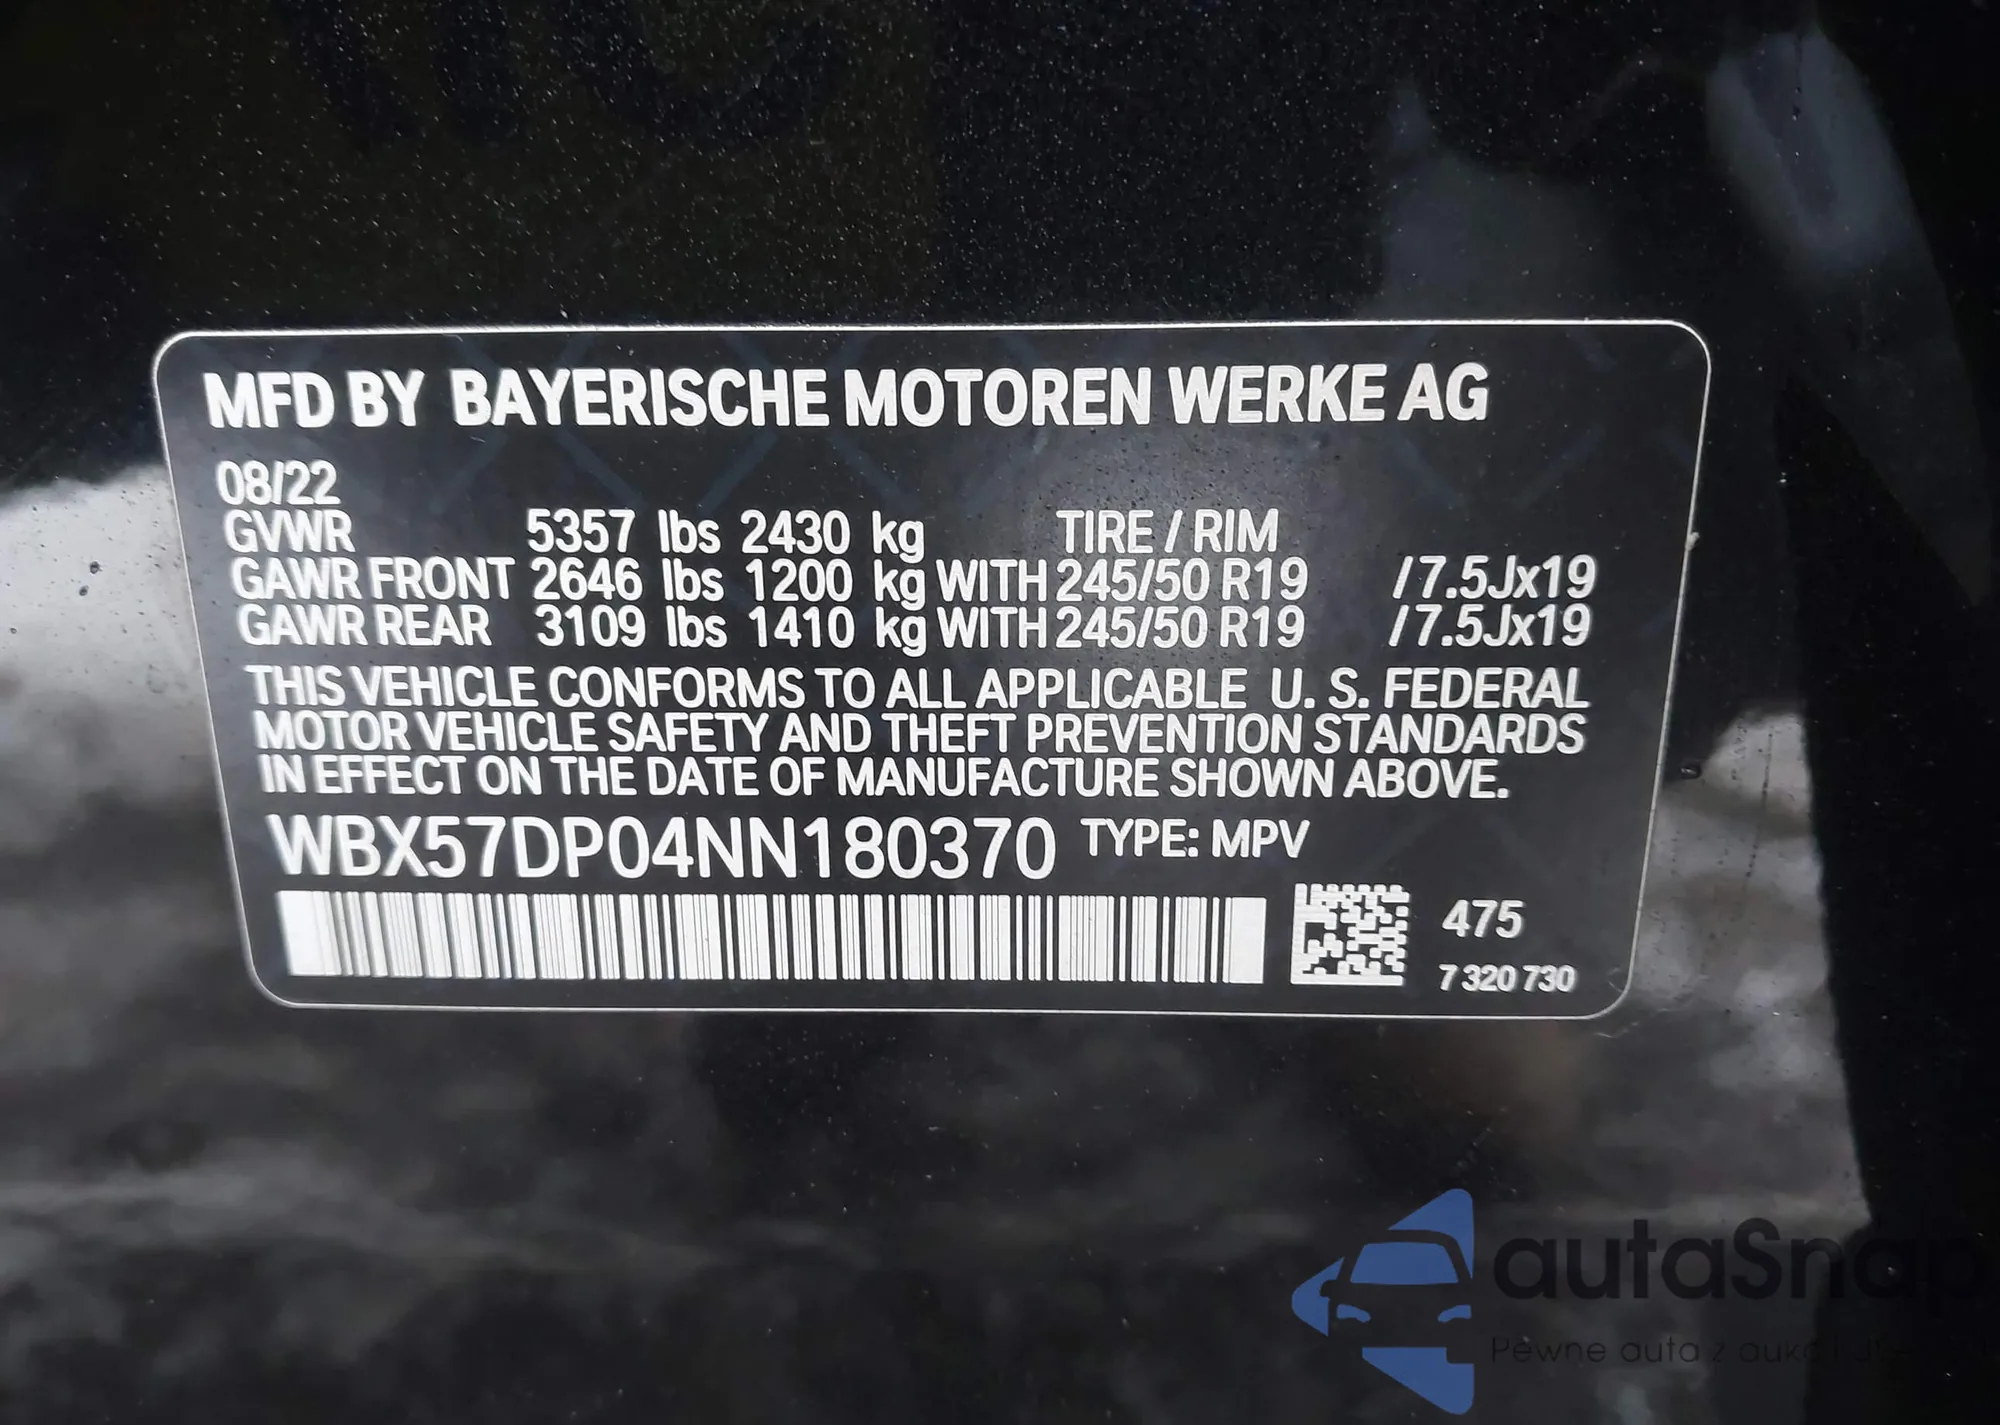 MFD BY BAYERISCHE MOTOREN WERKE AG
08/22
GVWR 5357 lbs 2430 kg TIRE / RIM
GAWR FRONT 2646 lbs 1200 kg WITH 245/50 R19 /7.5Jx19
GAWR REAR 3109 lbs 1410 kg WITH 245/50 R19 /7.5Jx19
THIS VEHICLE CONFORMS TO ALL APPLICABLE U. S. FEDERAL
MOTOR VEHICLE SAFETY AND THEFT PREVENTION STANDARDS
IN EFFECT ON THE DATE OF MANUFACTURE SHOWN ABOVE.
WBX57DP04NN180370 TYPE: MPV
475
7 320 730
autaSnap
Pewne auta z